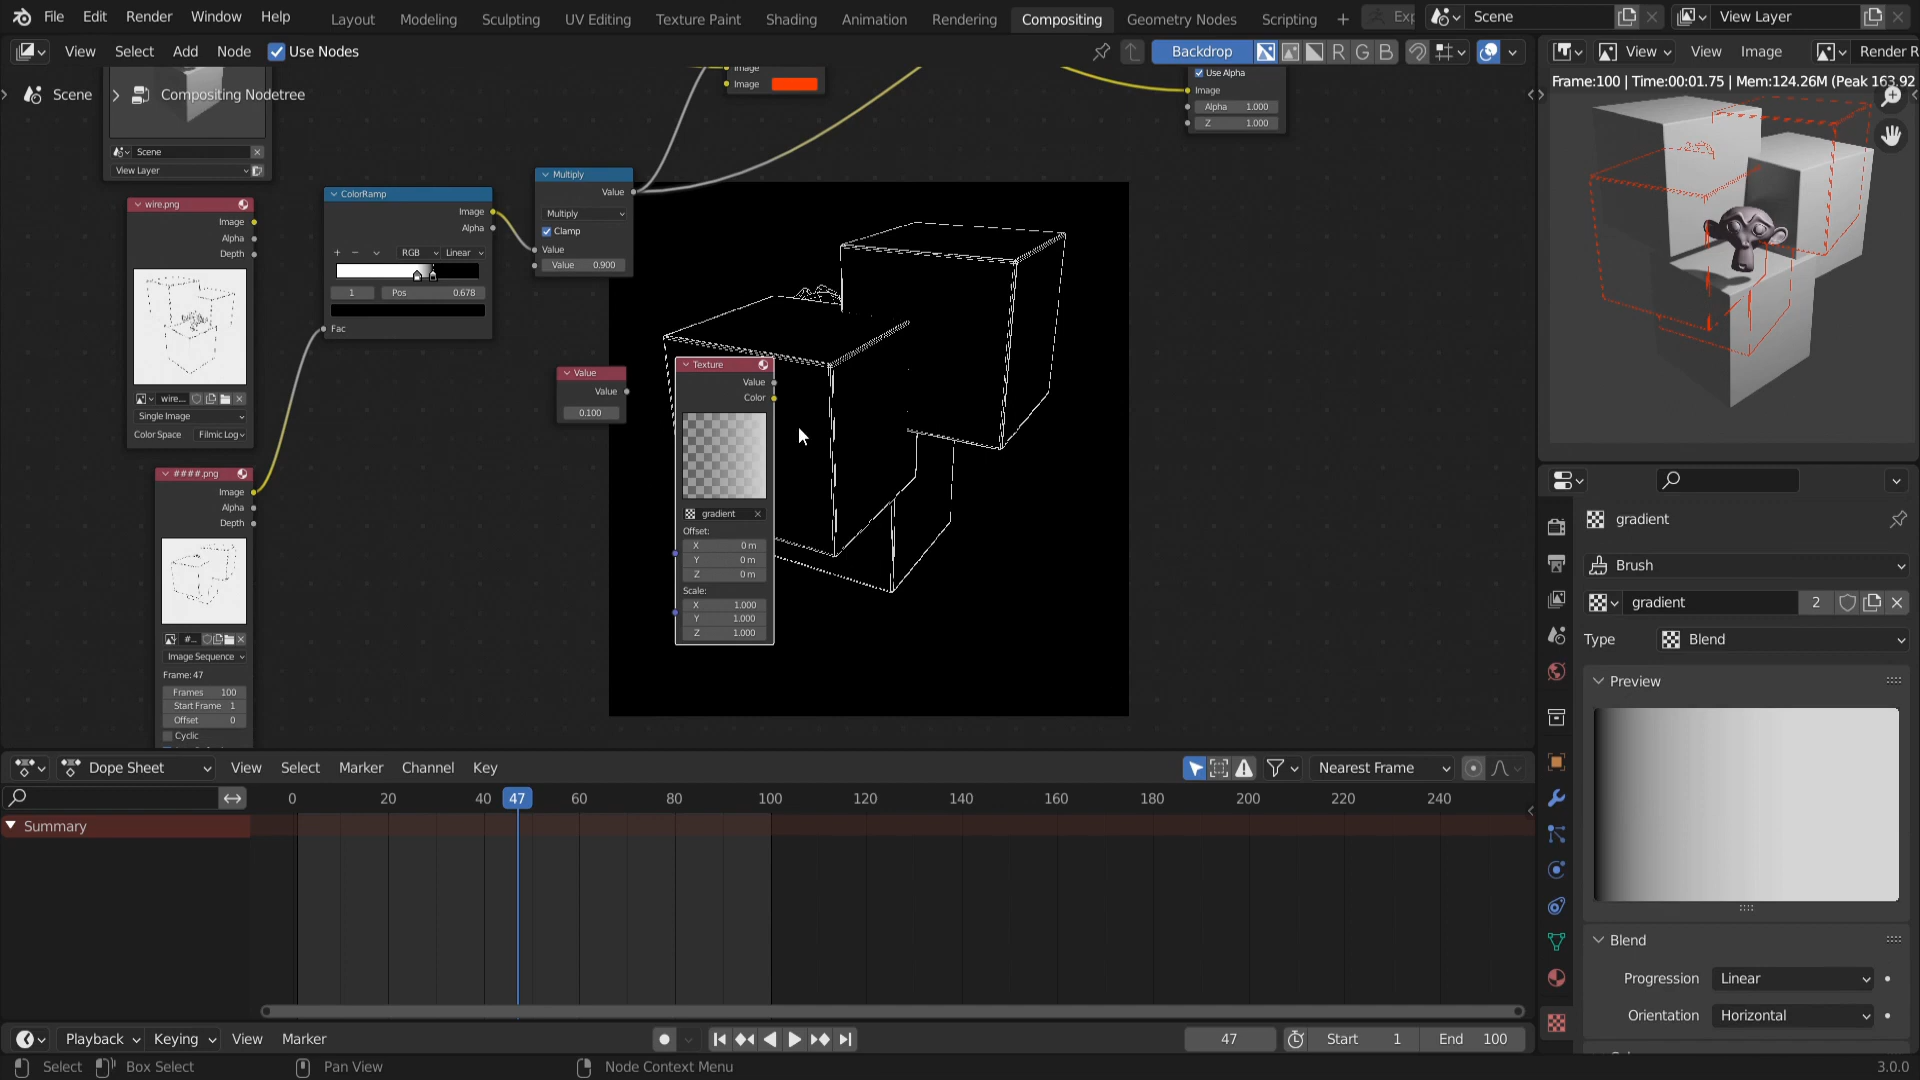 File Edit Render Window Help Layout Modeling Sculpting UV Editing Texture Paint Shading Animation Rendering Compositing Geometry Nodes Scripting + Scene View Layer
View Select Add Node Use Nodes Backdrop R G B View View Image Render R
Frame:100 | Time:00:01.75 | Mem:124.26M (Peak 163.92
Scene > Compositing Nodetree
Scene
View Layer
Image
Image
Use Alpha
Image
Alpha 1.000
Z 1.000
wire.png
Image
Alpha
Depth
wire...
Single Image
Color Space Filmic Log
####.png
Image
Alpha
Depth
#...
Image Sequence
Frame: 47
Frames 100
Start Frame 1
Offset 0
Cyclic
ColorRamp
Image
Alpha
+ − RGB Linear
1 Pos 0.678
Fac
Multiply
Value
Multiply
Clamp
Value
Value 0.900
Value
Value
0.100
Texture
Value
Color
gradient
Offset:
X 0 m
Y 0 m
Z 0 m
Scale:
X 1.000
Y 1.000
Z 1.000
gradient
Brush
gradient 2
Type Blend
Preview
Blend
Progression Linear
Orientation Horizontal
Dope Sheet View Select Marker Channel Key Nearest Frame
0 20 40 47 60 80 100 120 140 160 180 200 220 240
Summary
Playback Keying View Marker 47 Start 1 End 100
Select Box Select Pan View Node Context Menu 3.0.0